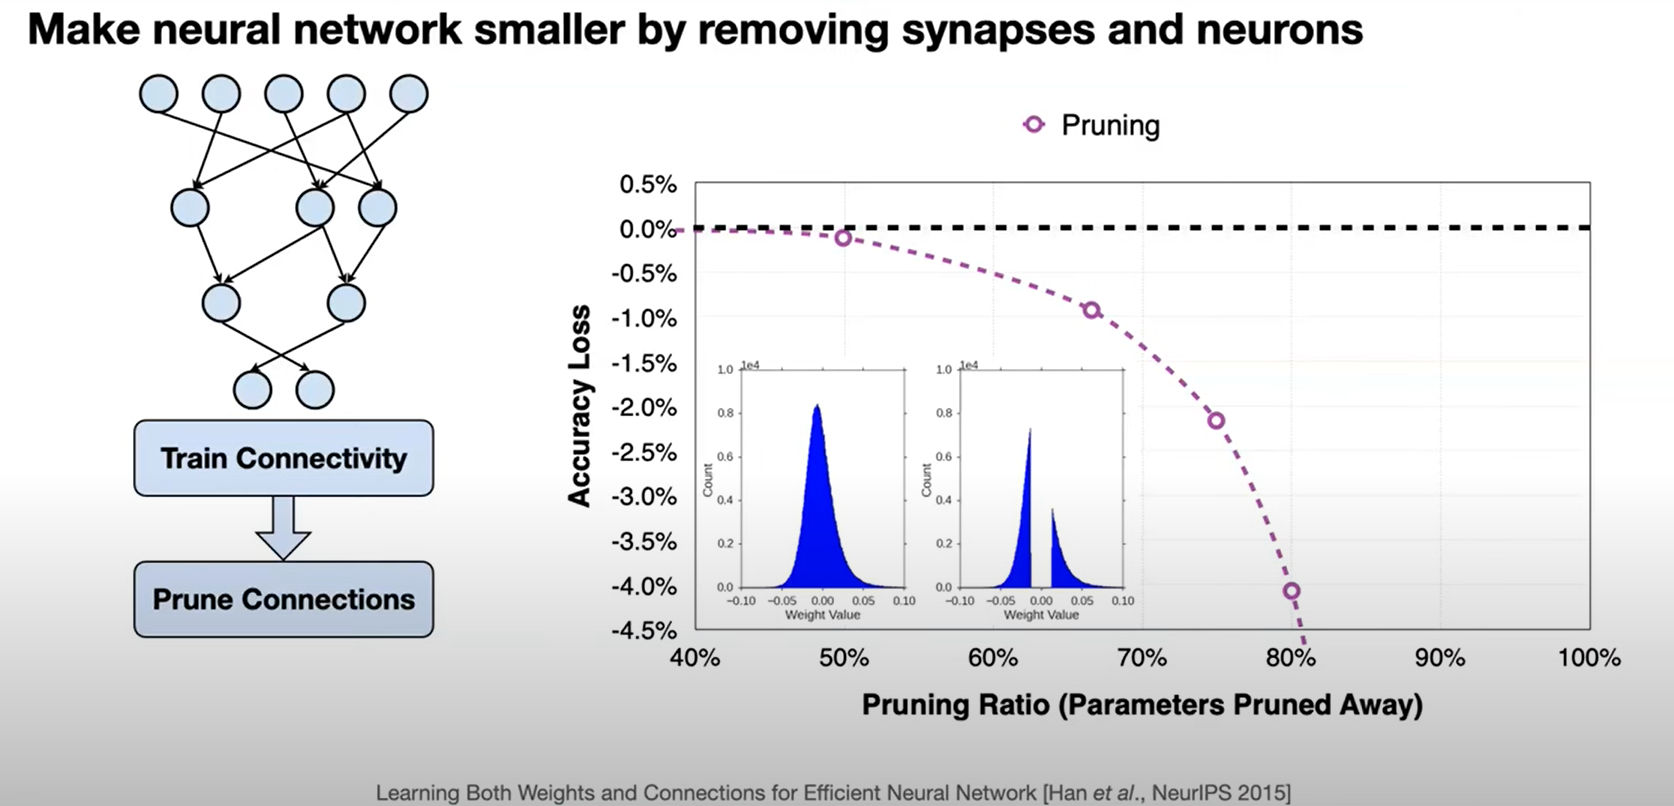 Make neural network smaller by removing synapses and neurons
Train Connectivity
Prune Connections
Pruning
Accuracy Loss
0.5%
0.0%
-0.5%
-1.0%
-1.5%
-2.0%
-2.5%
-3.0%
-3.5%
-4.0%
-4.5%
1e4
1.0
0.8
0.6
0.4
0.2
0.0
Count
−0.10 −0.05 0.00 0.05 0.10
Weight Value
1e4
1.0
0.8
0.6
0.4
0.2
0.0
Count
−0.10 −0.05 0.00 0.05 0.10
Weight Value
40% 50% 60% 70% 80% 90% 100%
Pruning Ratio (Parameters Pruned Away)
Learning Both Weights and Connections for Efficient Neural Network [Han et al., NeurIPS 2015]